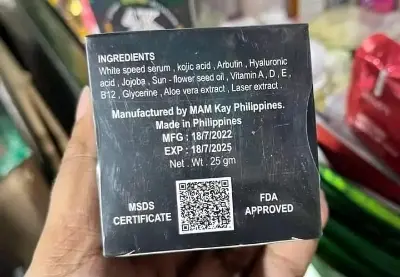 INGREDIENTS
White speed serum , kojic acid , Arbutin , Hyaluronic
acid , Jojoba , Sun - flower seed oil , Vitamin A , D , E ,
B12 , Glycerine , Aloe vera extract , Laser extract .
Manufactured by MAM Kay Philippines.
Made in Philippines
MFG : 18/7/2022
EXP : 18/7/2025
Net . Wt . 25 gm
MSDS
CERTIFICATE
FDA
APPROVED